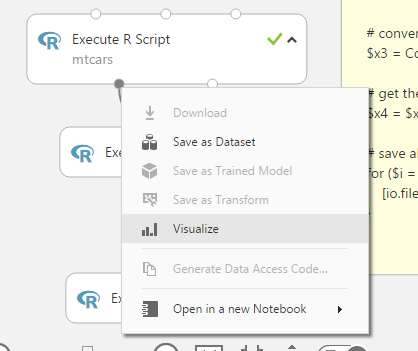 Execute R Script
mtcars
# conver
$x3 = Co
# get the
$x4 = $x
# save al
for ($i =
[io.file
Download
Save as Dataset
Save as Trained Model
Save as Transform
Visualize
Generate Data Access Code...
Open in a new Notebook
Exe
Ex